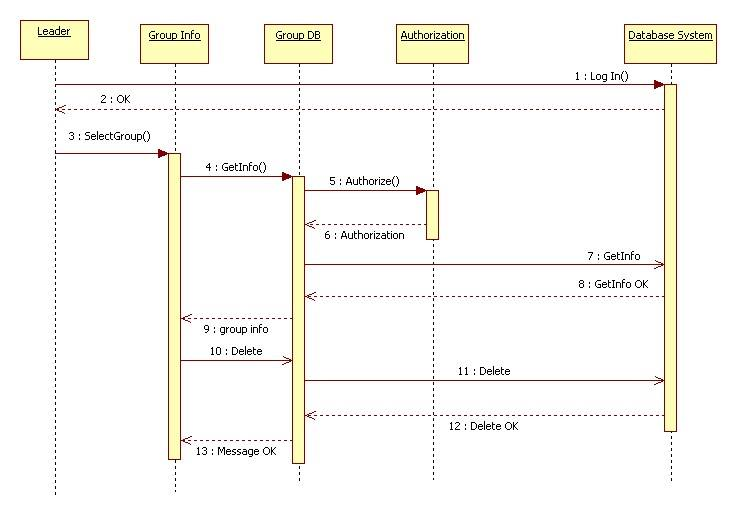 Leader
Group Info
Group DB
Authorization
Database System
1 : Log In()
2 : OK
3 : SelectGroup()
4 : GetInfo()
5 : Authorize()
6 : Authorization
7 : GetInfo
8 : GetInfo OK
9 : group info
10 : Delete
11 : Delete
12 : Delete OK
13 : Message OK